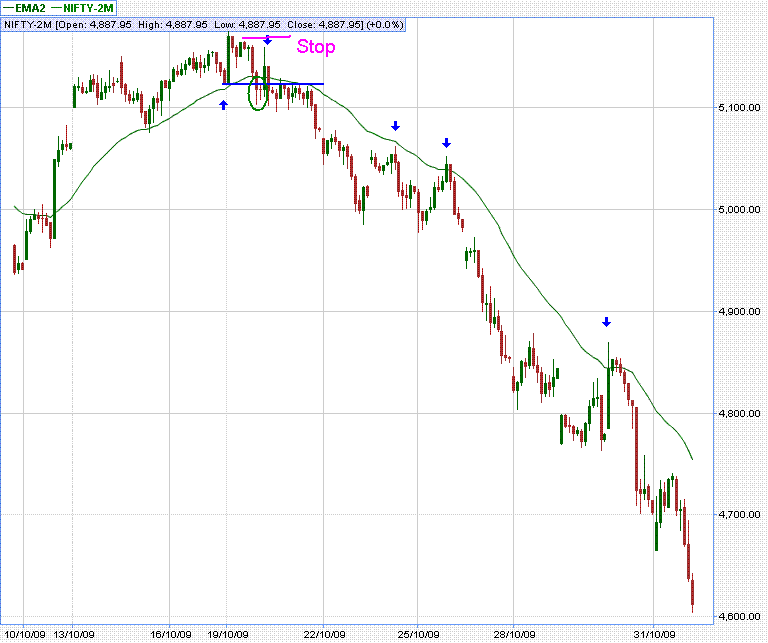 EMA2 NIFTY-2M
NIFTY-2M [Open: 4,887.95 High: 4,887.95 Low: 4,887.95 Close: 4,887.95] (+0.0%)
Stop
5,100.00
5,000.00
4,900.00
4,800.00
4,700.00
4,600.00
10/10/09 13/10/09 16/10/09 19/10/09 22/10/09 25/10/09 28/10/09 31/10/09